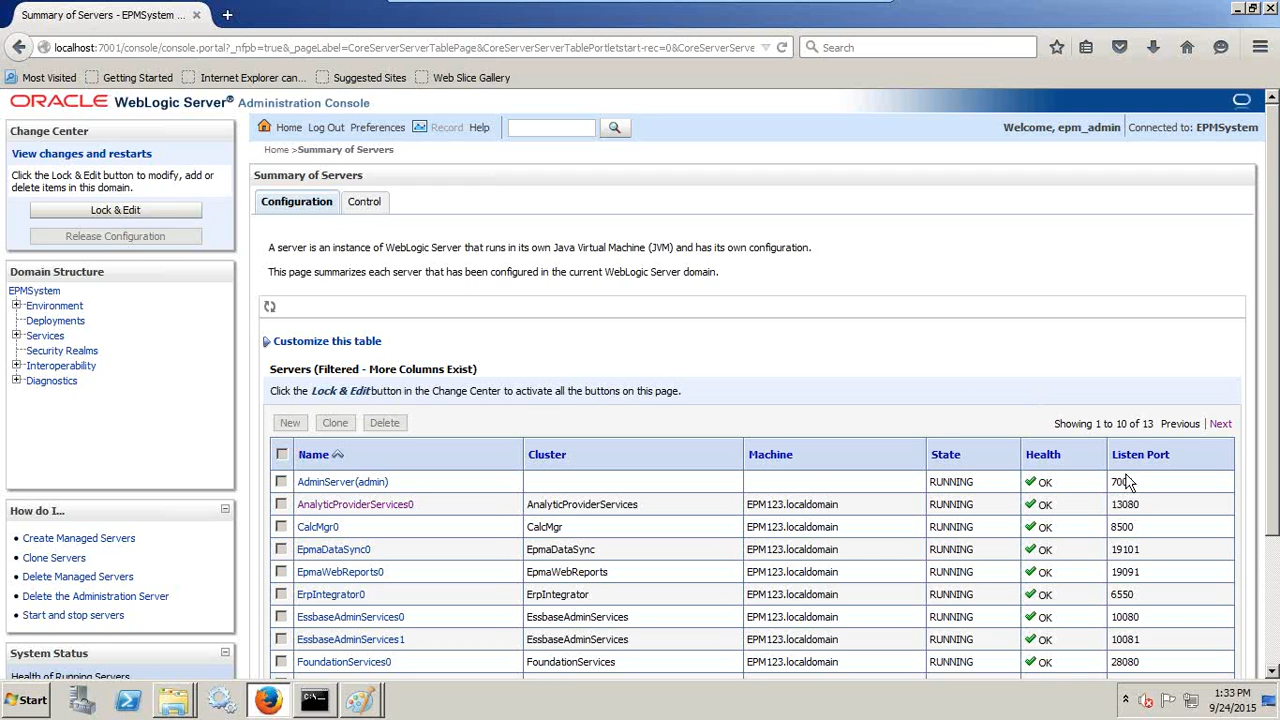 Summary of Servers - EPMSystem ...
localhost:7001/console/console.portal?_nfpb=true&_pageLabel=CoreServerServerTablePage&CoreServerServerTablePortletstart-rec=0&CoreServerServe
Search
Most Visited Getting Started Internet Explorer can... Suggested Sites Web Slice Gallery
ORACLE WebLogic Server® Administration Console
Change Center
View changes and restarts
Click the Lock & Edit button to modify, add or
delete items in this domain.
Lock & Edit
Release Configuration
Domain Structure
EPMSystem
Environment
Deployments
Services
Security Realms
Interoperability
Diagnostics
How do I...
Create Managed Servers
Clone Servers
Delete Managed Servers
Delete the Administration Server
Start and stop servers
System Status
Health of Running Servers
Home Log Out Preferences Record Help
Welcome, epm_admin Connected to: EPMSystem
Home >Summary of Servers
Summary of Servers
Configuration Control
A server is an instance of WebLogic Server that runs in its own Java Virtual Machine (JVM) and has its own configuration.
This page summarizes each server that has been configured in the current WebLogic Server domain.
Customize this table
Servers (Filtered - More Columns Exist)
Click the Lock & Edit button in the Change Center to activate all the buttons on this page.
New Clone Delete Showing 1 to 10 of 13 Previous | Next
Name Cluster Machine State Health Listen Port
AdminServer(admin) RUNNING OK
AnalyticProviderServices0 AnalyticProviderServices EPM123.localdomain RUNNING OK 13080
CalcMgr0 CalcMgr EPM123.localdomain RUNNING OK 8500
EpmaDataSync0 EpmaDataSync EPM123.localdomain RUNNING OK 19101
EpmaWebReports0 EpmaWebReports EPM123.localdomain RUNNING OK 19091
ErpIntegrator0 ErpIntegrator EPM123.localdomain RUNNING OK 6550
EssbaseAdminServices0 EssbaseAdminServices EPM123.localdomain RUNNING OK 10080
EssbaseAdminServices1 EssbaseAdminServices EPM123.localdomain RUNNING OK 10081
FoundationServices0 FoundationServices EPM123.localdomain RUNNING OK 28080
Start
1:33 PM
9/24/2015